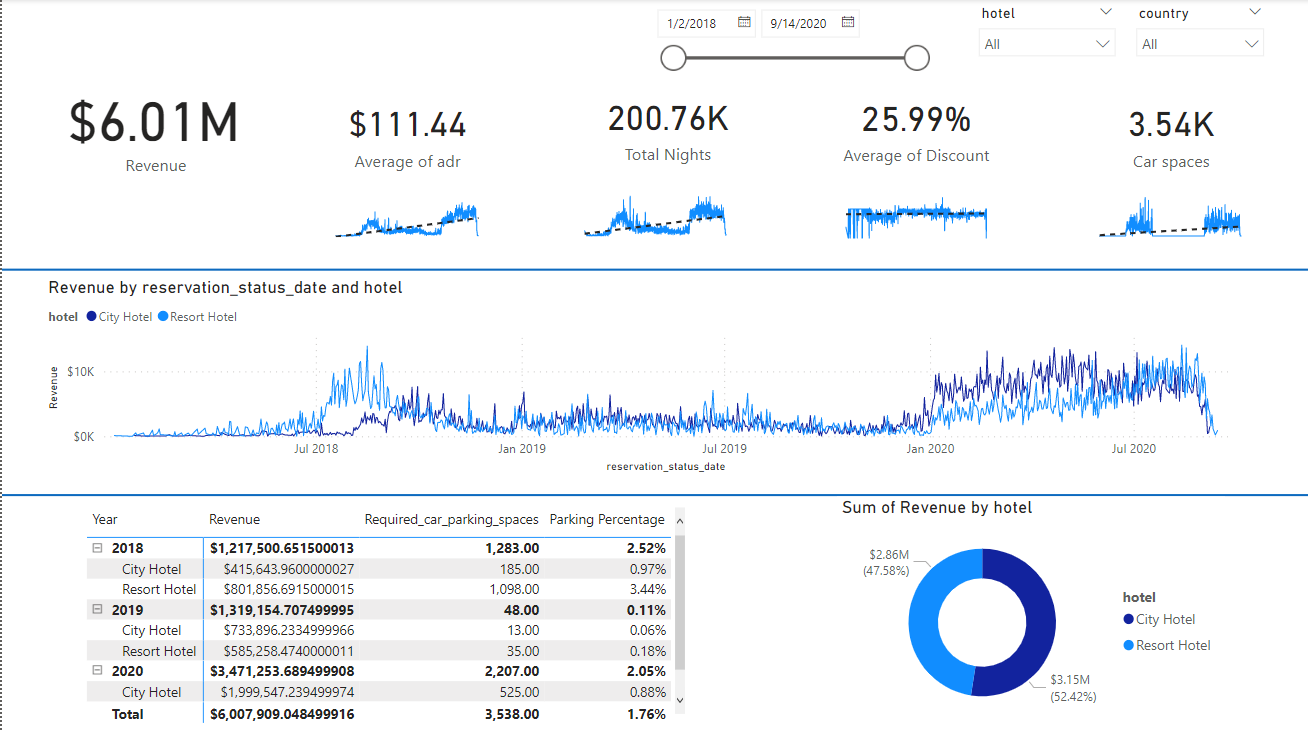 1/2/2018 9/14/2020 hotel country
All All
$6.01M $111.44 200.76K 25.99% 3.54K
Revenue Average of adr Total Nights Average of Discount Car spaces
Revenue by reservation_status_date and hotel
hotel City Hotel Resort Hotel
Revenue
$10K
$0K
Jul 2018 Jan 2019 Jul 2019 Jan 2020 Jul 2020
reservation_status_date
Year Revenue Required_car_parking_spaces Parking Percentage
2018 $1,217,500.651500013 1,283.00 2.52%
City Hotel $415,643.9600000027 185.00 0.97%
Resort Hotel $801,856.6915000015 1,098.00 3.44%
2019 $1,319,154.707499995 48.00 0.11%
City Hotel $733,896.2334999966 13.00 0.06%
Resort Hotel $585,258.4740000011 35.00 0.18%
2020 $3,471,253.689499908 2,207.00 2.05%
City Hotel $1,999,547.239499974 525.00 0.88%
Total $6,007,909.048499916 3,538.00 1.76%
Sum of Revenue by hotel
$2.86M
(47.58%)
hotel
City Hotel
Resort Hotel
$3.15M
(52.42%)